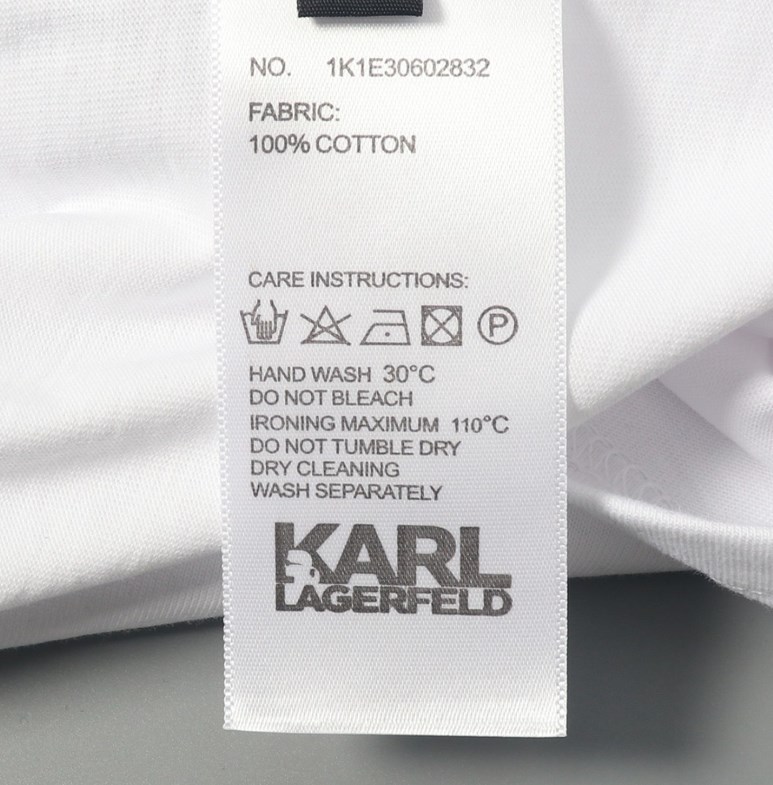 NO. 1K1E30602832
FABRIC:
100% COTTON
CARE INSTRUCTIONS:
P
HAND WASH 30°C
DO NOT BLEACH
IRONING MAXIMUM 110°C
DO NOT TUMBLE DRY
DRY CLEANING
WASH SEPARATELY
KARL
LAGERFELD